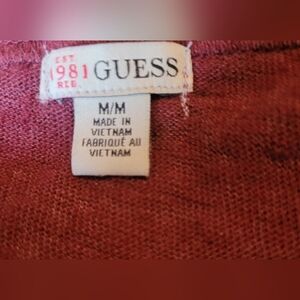 EST.
1981 GUESS
REG.
M/M
MADE IN
VIETNAM
FABRIQUÉ AU
VIETNAM